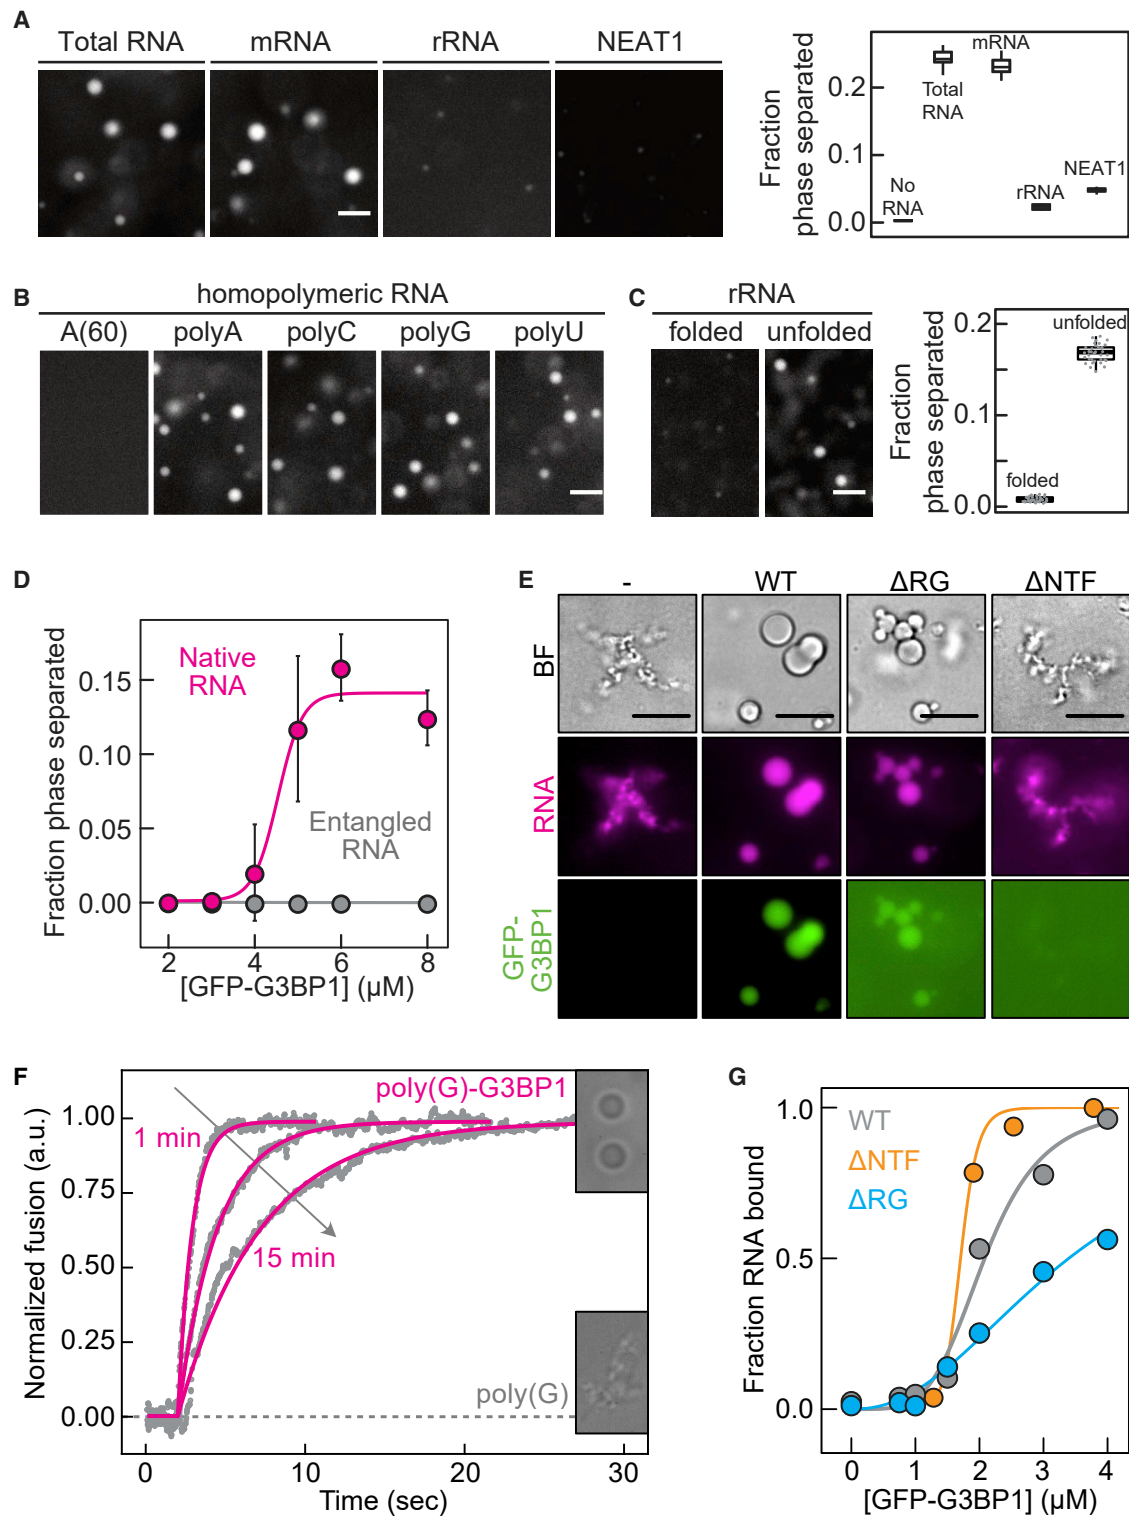 A
Total RNA
mRNA
rRNA
NEAT1
Fraction
phase separated
0.2
0.1
0.0
No
RNA
Total
RNA
mRNA
rRNA
NEAT1
B
homopolymeric RNA
A(60)
polyA
polyC
polyG
polyU
C
rRNA
folded
unfolded
Fraction
phase separated
0.2
0.1
0.0
folded
unfolded
D
Fraction phase separated
0.15
0.10
0.05
0.00
Native
RNA
Entangled
RNA
2
4
6
8
[GFP-G3BP1] (μM)
E
-
WT
ΔRG
ΔNTF
BF
RNA
GFP-
G3BP1
F
Normalized fusion (a.u.)
1.00
0.75
0.50
0.25
0.00
poly(G)-G3BP1
1 min
15 min
poly(G)
0
10
20
30
Time (sec)
G
Fraction RNA bound
1.0
0.5
0.0
WT
ΔNTF
ΔRG
0
1
2
3
4
[GFP-G3BP1] (μM)